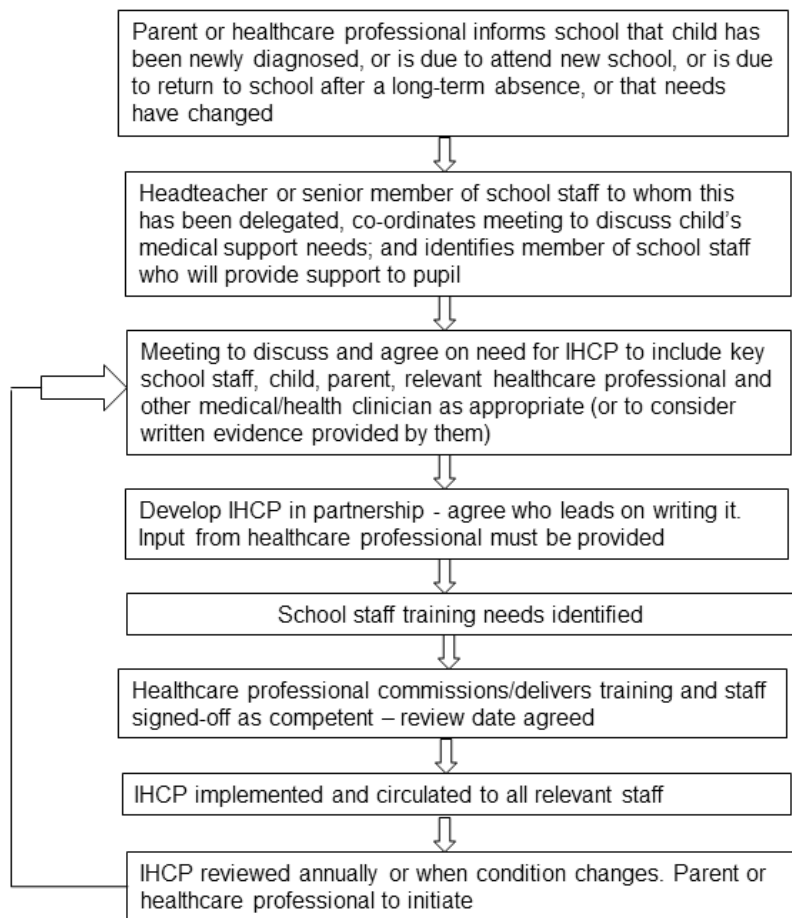 Parent or healthcare professional informs school that child has
been newly diagnosed, or is due to attend new school, or is due
to return to school after a long-term absence, or that needs
have changed
Headteacher or senior member of school staff to whom this
has been delegated, co-ordinates meeting to discuss child’s
medical support needs; and identifies member of school staff
who will provide support to pupil
Meeting to discuss and agree on need for IHCP to include key
school staff, child, parent, relevant healthcare professional and
other medical/health clinician as appropriate (or to consider
written evidence provided by them)
Develop IHCP in partnership - agree who leads on writing it.
Input from healthcare professional must be provided
School staff training needs identified
Healthcare professional commissions/delivers training and staff
signed-off as competent – review date agreed
IHCP implemented and circulated to all relevant staff
IHCP reviewed annually or when condition changes. Parent or
healthcare professional to initiate